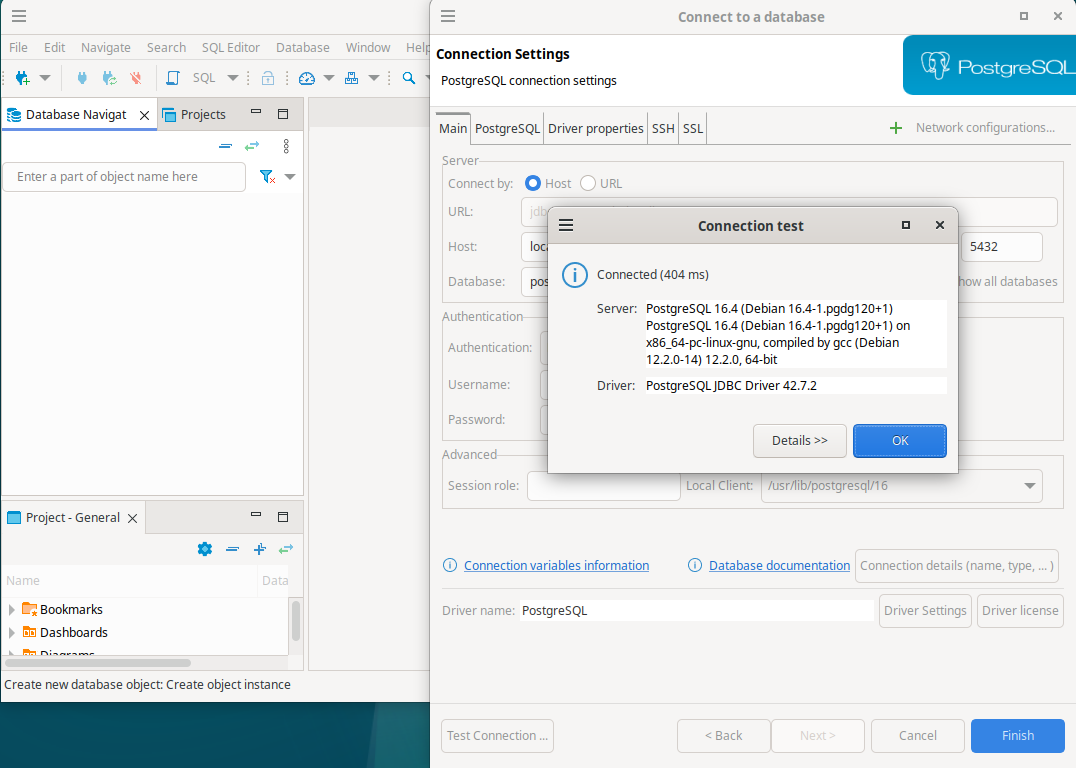 Connect to a database
File Edit Navigate Search SQL Editor Database Window Help
Connection Settings
PostgreSQL connection settings
PostgreSQL
SQL
Database Navigat
Projects
Enter a part of object name here
Main
PostgreSQL
Driver properties
SSH
SSL
Network configurations...
Server
Connect by: Host URL
URL: jdb
Host: loca 5432
Database: pos how all databases
Authentication
Authentication:
Username:
Password:
Advanced
Session role:
Local Client: /usr/lib/postgresql/16
Connection test
Connected (404 ms)
Server: PostgreSQL 16.4 (Debian 16.4-1.pgdg120+1)
PostgreSQL 16.4 (Debian 16.4-1.pgdg120+1) on
x86_64-pc-linux-gnu, compiled by gcc (Debian
12.2.0-14) 12.2.0, 64-bit
Driver: PostgreSQL JDBC Driver 42.7.2
Details >>
OK
Project - General
Name Data
Bookmarks
Dashboards
Diagrams
Create new database object: Create object instance
Connection variables information
Database documentation
Connection details (name, type, ... )
Driver name: PostgreSQL
Driver Settings
Driver license
Test Connection ...
< Back
Next >
Cancel
Finish